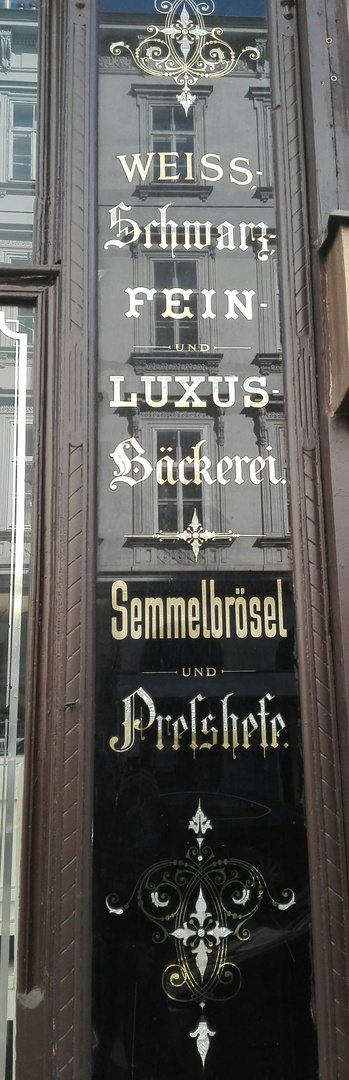 WEISS,-
Schwarz,
FEIN-
UND
LUXUS-
Bäckerei.
Semmelbrösel
UND
Preſshefe.